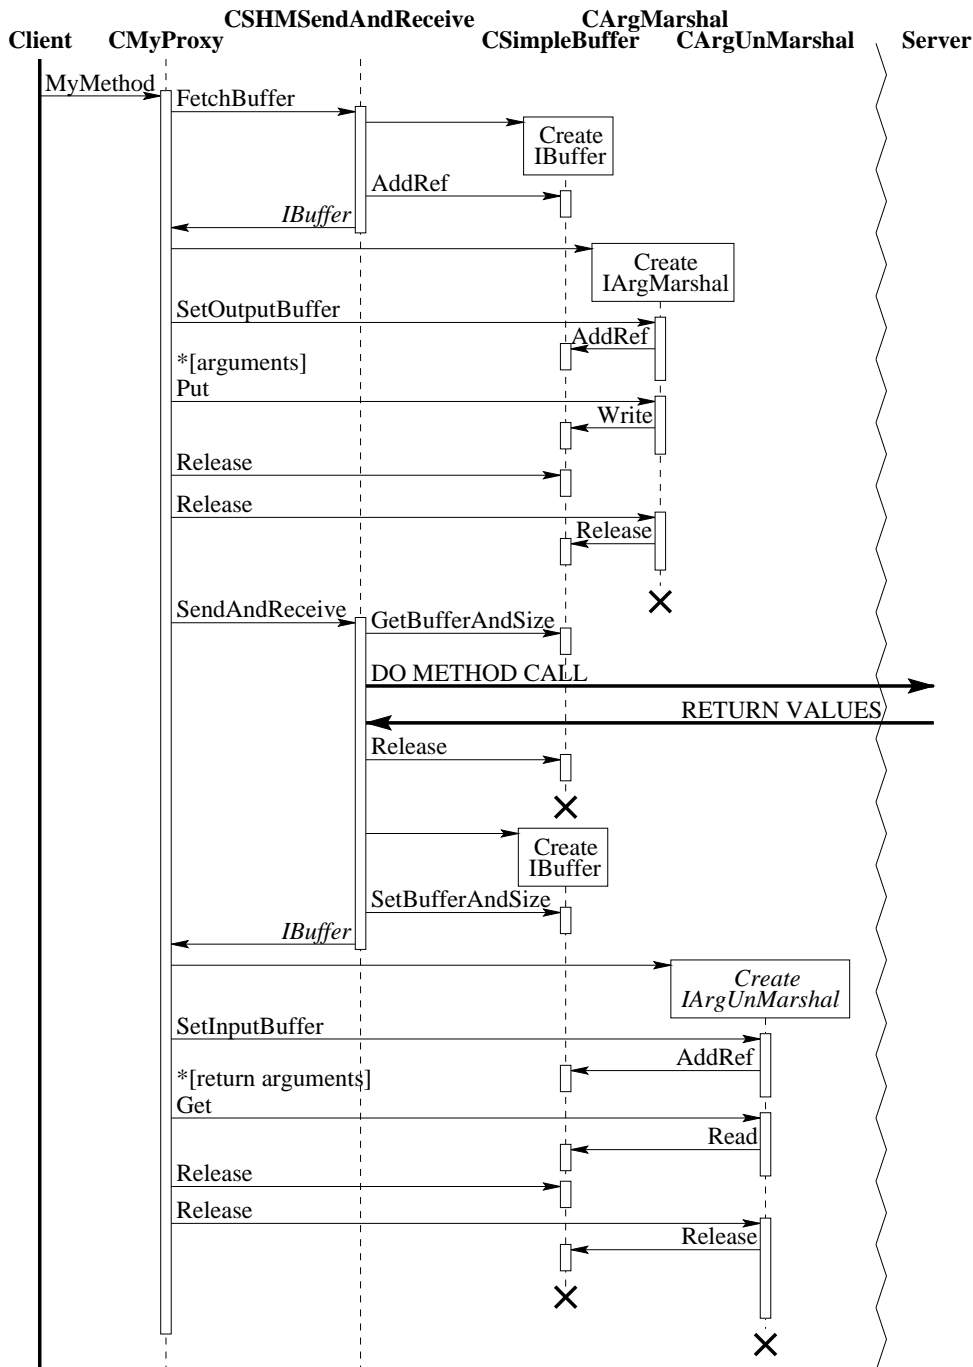 CSHMSendAndReceive CArgMarshal
Client CMyProxy CSimpleBuffer CArgUnMarshal Server
MyMethod
FetchBuffer
Create
IBuffer
AddRef
IBuffer
Create
IArgMarshal
SetOutputBuffer
AddRef
*[arguments]
Put
Write
Release
Release
Release
SendAndReceive
GetBufferAndSize
DO METHOD CALL
RETURN VALUES
Release
Create
IBuffer
SetBufferAndSize
IBuffer
Create
IArgUnMarshal
SetInputBuffer
AddRef
*[return arguments]
Get
Read
Release
Release
Release